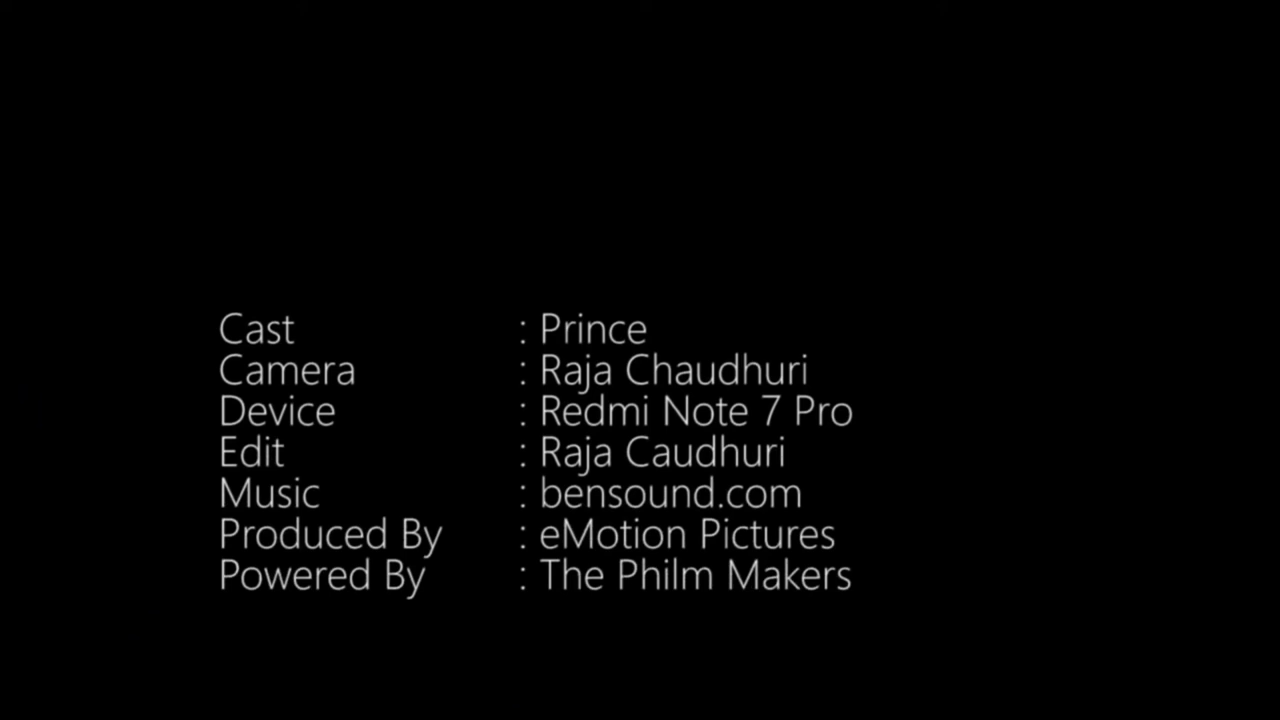 Cast : Prince
Camera : Raja Chaudhuri
Device : Redmi Note 7 Pro
Edit : Raja Caudhuri
Music : bensound.com
Produced By : eMotion Pictures
Powered By : The Philm Makers